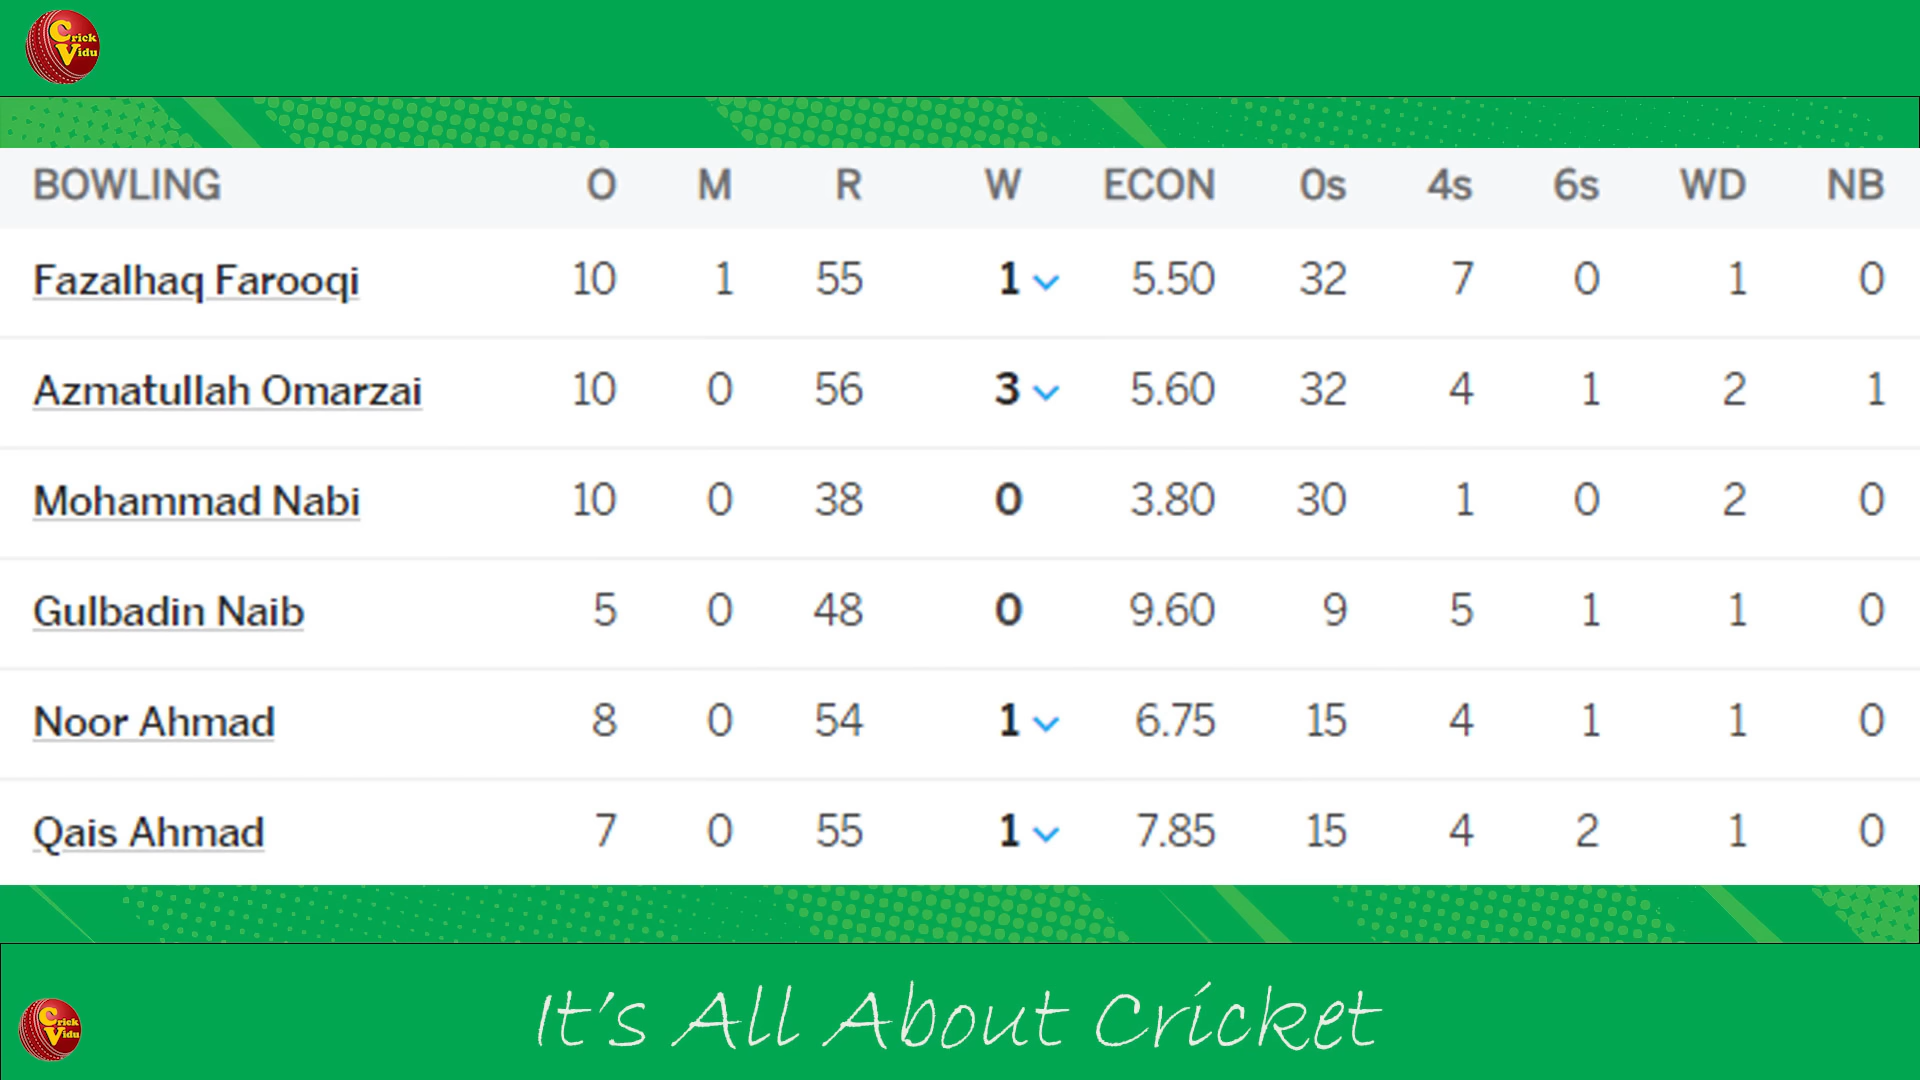 Crick
Vidu
BOWLING O M R W ECON 0s 4s 6s WD NB
Fazalhaq Farooqi 10 1 55 1 5.50 32 7 0 1 0
Azmatullah Omarzai 10 0 56 3 5.60 32 4 1 2 1
Mohammad Nabi 10 0 38 0 3.80 30 1 0 2 0
Gulbadin Naib 5 0 48 0 9.60 9 5 1 1 0
Noor Ahmad 8 0 54 1 6.75 15 4 1 1 0
Qais Ahmad 7 0 55 1 7.85 15 4 2 1 0
Crick
Vidu
It's All About Cricket